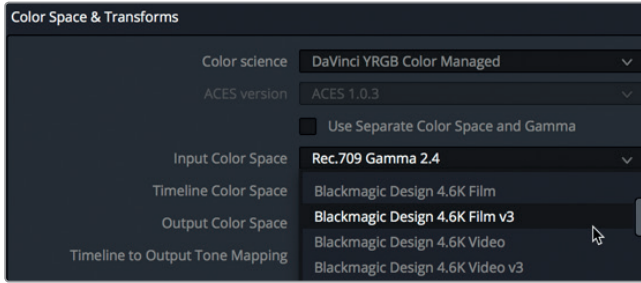 Color Space & Transforms
Color science DaVinci YRGB Color Managed
ACES version ACES 1.0.3
Use Separate Color Space and Gamma
Input Color Space Rec.709 Gamma 2.4
Timeline Color Space Blackmagic Design 4.6K Film
Blackmagic Design 4.6K Film v3
Output Color Space
Blackmagic Design 4.6K Video
Timeline to Output Tone Mapping
Blackmagic Design 4.6K Video v3